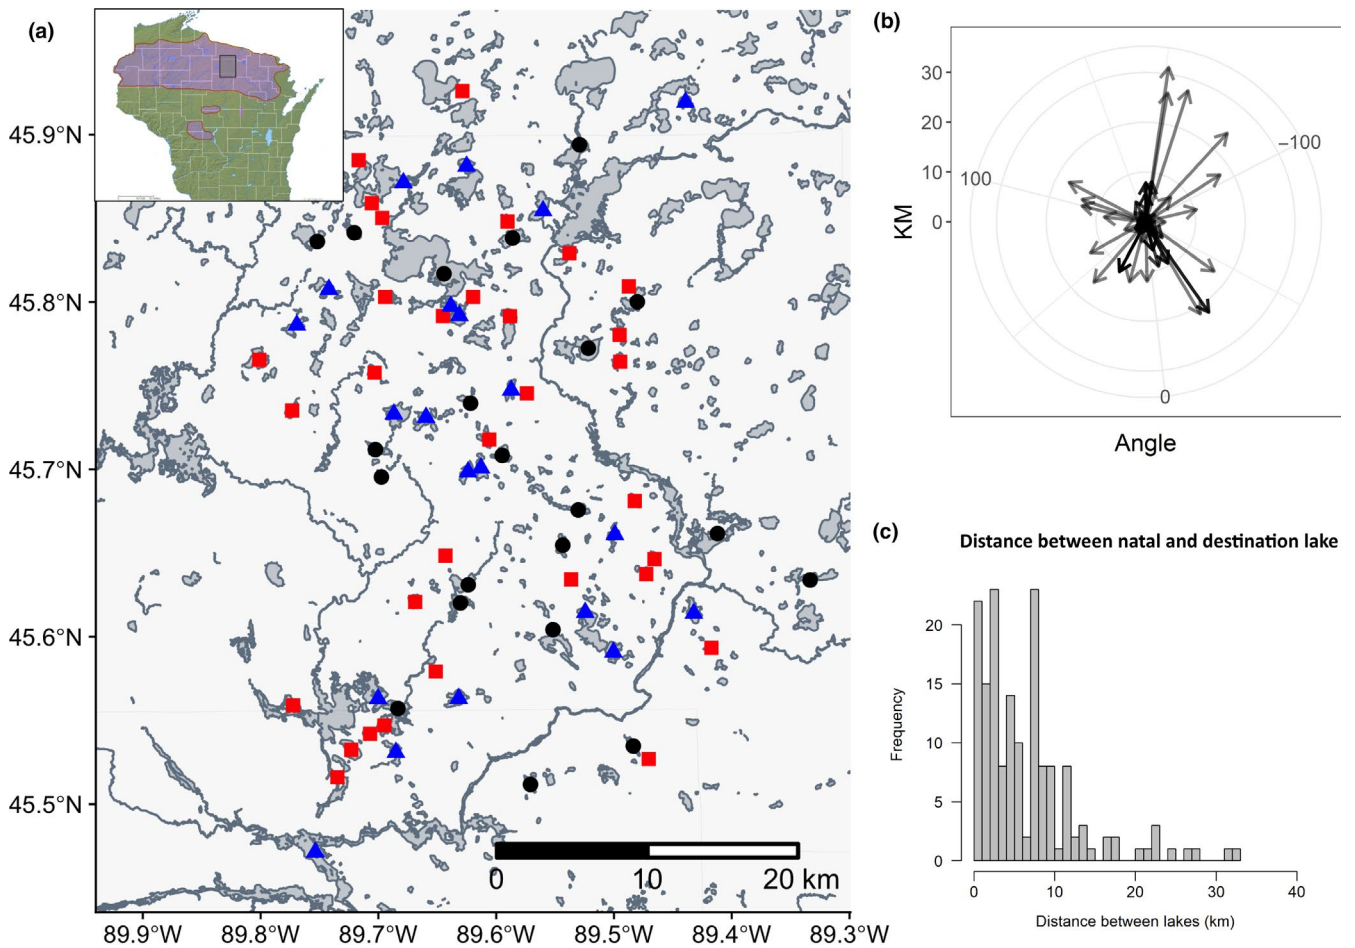 (a)
45.9°N
45.8°N
45.7°N
45.6°N
45.5°N
89.9°W 89.8°W 89.7°W 89.6°W 89.5°W 89.4°W 89.3°W
0 10 20 km
(b)
KM
30
20
10
0
100
−100
0
Angle
(c)
Distance between natal and destination lake
Frequency
20
15
10
5
0
0 10 20 30 40
Distance between lakes (km)